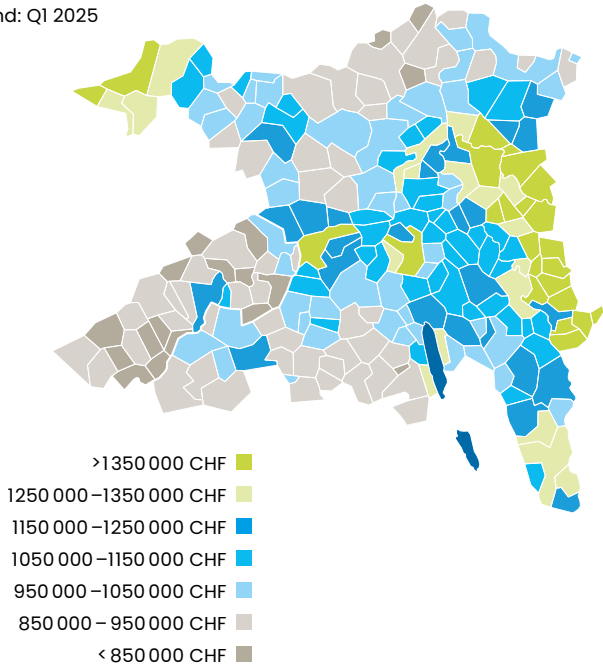 nd: Q1 2025
>1350 000 CHF
1250 000 – 1350 000 CHF
1150 000 – 1250 000 CHF
1050 000 – 1150 000 CHF
950 000 – 1050 000 CHF
850 000 – 950 000 CHF
< 850 000 CHF